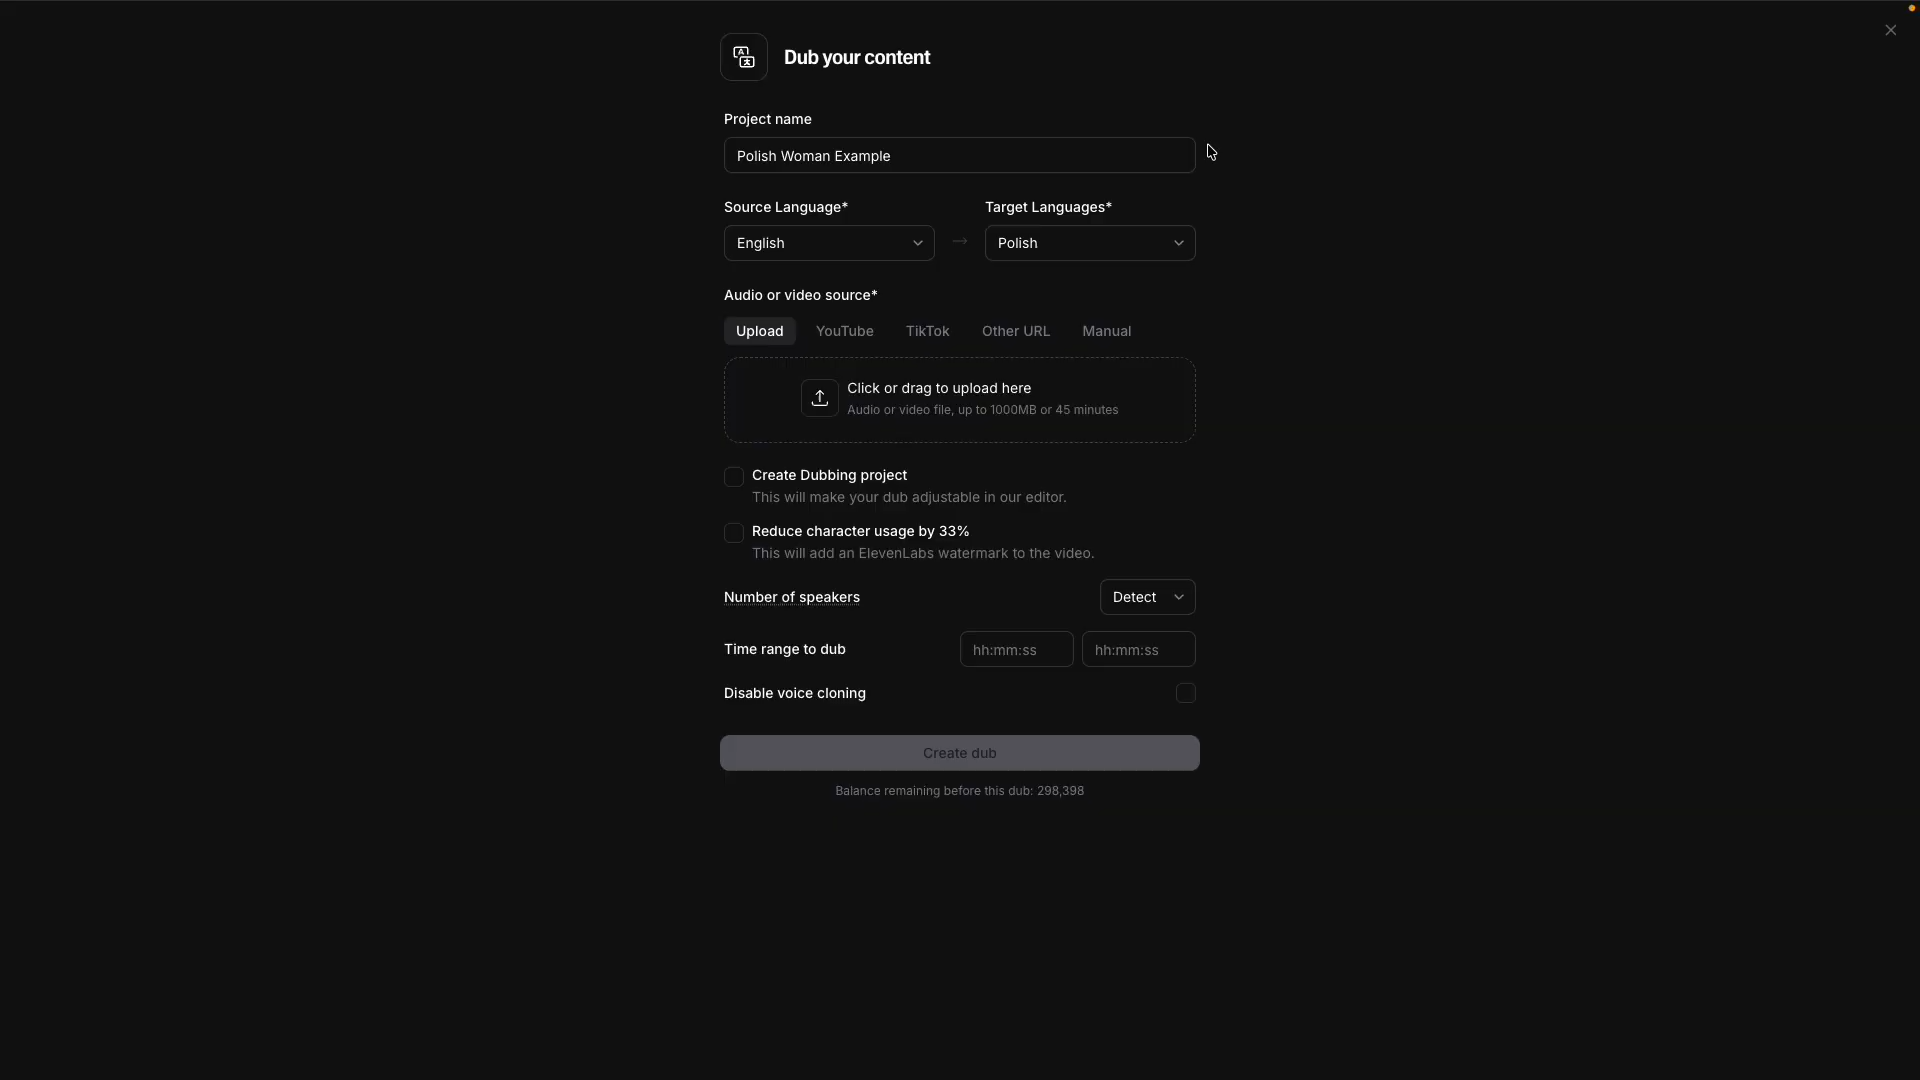 Dub your content
Project name
Polish Woman Example
Source Language*
Target Languages*
English
Polish
Audio or video source*
Upload
YouTube
TikTok
Other URL
Manual
Click or drag to upload here
Audio or video file, up to 1000MB or 45 minutes
Create Dubbing project
This will make your dub adjustable in our editor.
Reduce character usage by 33%
This will add an ElevenLabs watermark to the video.
Number of speakers
Detect
Time range to dub
hh:mm:ss
hh:mm:ss
Disable voice cloning
Create dub
Balance remaining before this dub: 298,398